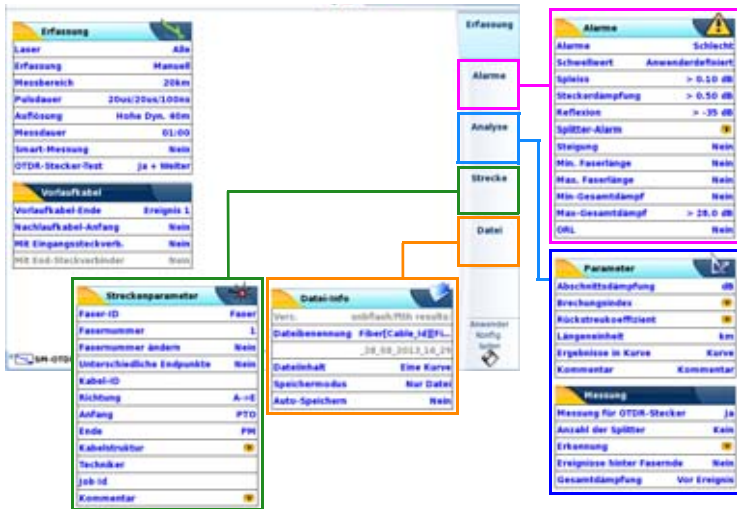 Erfassung
Laser Alle
Erfassung Manuell
Messbereich 20km
Pulsdauer 20us/20us/100ns
Auflösung Hohe Dyn. 40m
Messdauer 01:00
Smart-Messung Nein
OTDR-Stecker-Test Ja + Weiter
Vorlaufkabel
Vorlaufkabel-Ende Ereignis 1
Nachlaufkabel-Anfang Nein
Mit Eingangssteckverb. Nein
Mit End-Steckverbinder Nein
SM-OTD
Erfassung
Alarme
Analyse
Strecke
Datei
Anwender
Konfig.
Seiten
Alarme
Alarme Schlecht
Schwellwert Anwenderdefiniert
Spleiss > 0.10 dB
Steckerdämpfung > 0.50 dB
Reflexion > -35 dB
Splitter-Alarm
Steigung Nein
Min. Faserlänge Nein
Max. Faserlänge Nein
Min-Gesamtdämpf Nein
Max-Gesamtdämpf > 28.0 dB
ORL Nein
Parameter
Abschnittsdämpfung dB
Brechungsindex
Rückstreukoeffizient
Längeneinheit km
Ergebnisse in Kurve Kurve
Kommentar Kommentar
Messung
Messung für OTDR-Stecker Ja
Anzahl der Splitter Kein
Erkennung
Ereignisse hinter Fasernde Nein
Gesamtdämpfung Vor Ereignis
Streckenparameter
Faser-ID Faser
Fasernummer 1
Fasernummer ändern Nein
Unterschiedliche Endpunkte Nein
Kabel-ID
Richtung A->E
Anfang PTO
Ende PM
Kabelstruktur
Techniker
Job Id
Kommentar
Datei-Info
Verz. usbflash/ftth results/
Dateibenennung Fiber[Cable_Id][Fi...
_28_08_2013_14_29
Dateiinhalt Eine Kurve
Speichermodus Nur Datei
Auto-Speichern Nein